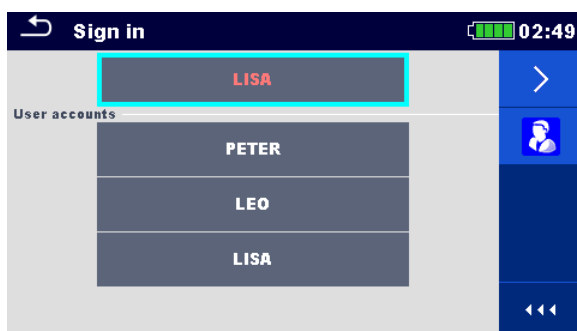 Sign in
02:49
LISA
User accounts
PETER
LEO
LISA